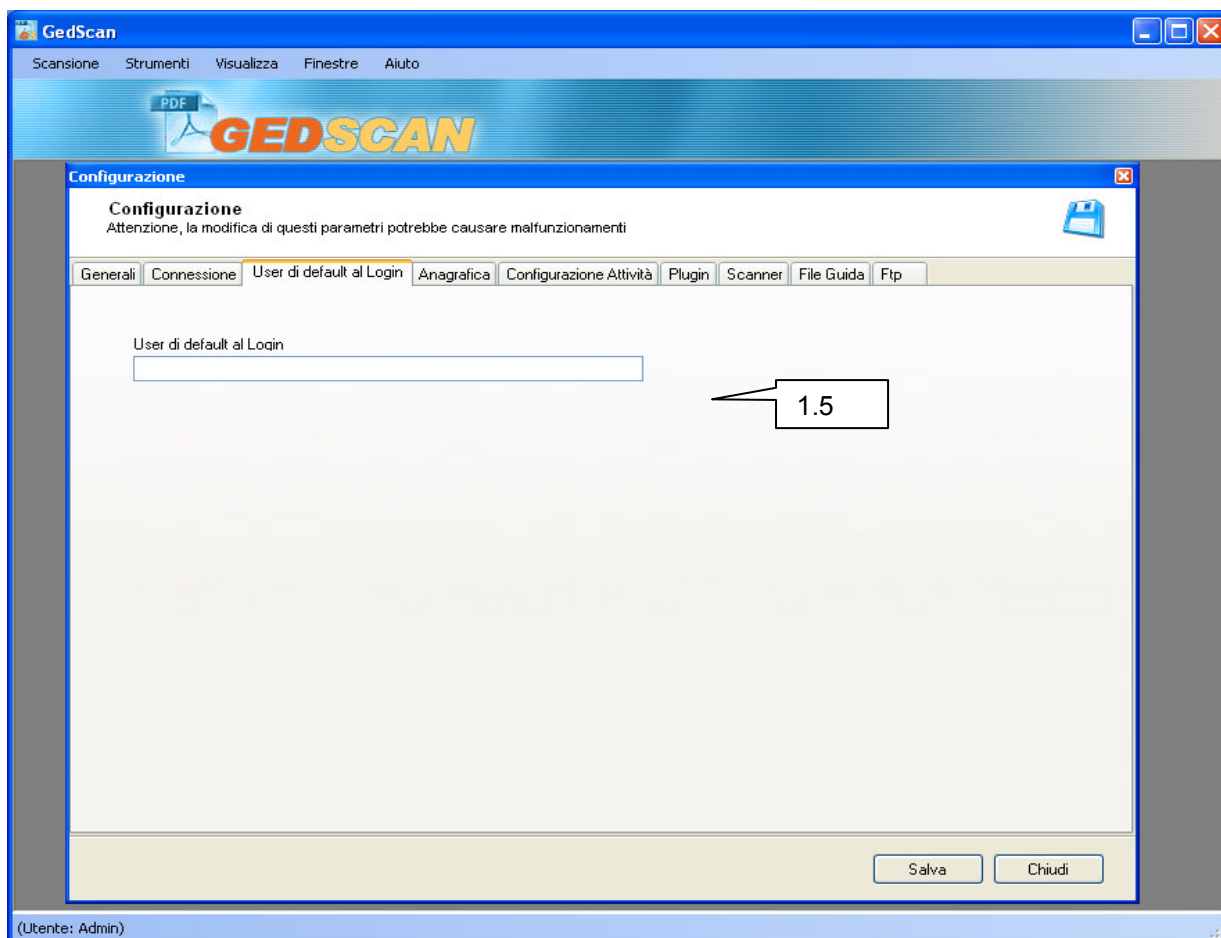 GedScan
Scansione Strumenti Visualizza Finestre Aiuto
PDF
GEDSCAN
Configurazione
Configurazione
Attenzione, la modifica di questi parametri potrebbe causare malfunzionamenti
Generali Connessione User di default al Login Anagrafica Configurazione Attività Plugin Scanner File Guida Ftp
User di default al Login
1.5
Salva Chiudi
(Utente: Admin)